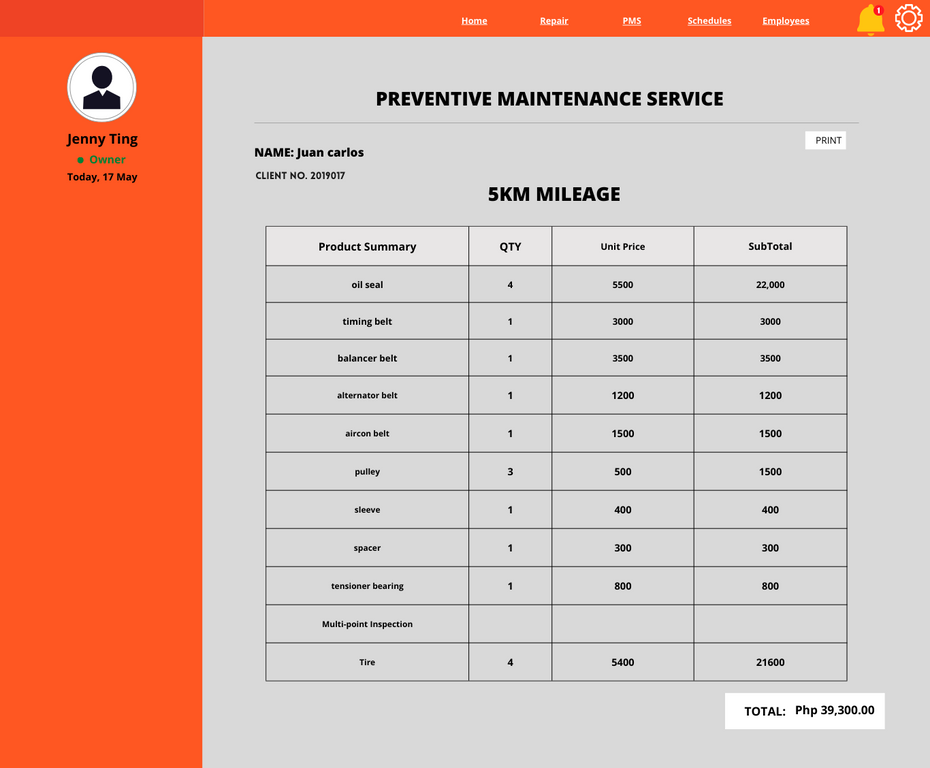 Home Repair PMS Schedules Employees 1
Jenny Ting
Owner
Today, 17 May
PREVENTIVE MAINTENANCE SERVICE
PRINT
NAME: Juan carlos
CLIENT NO. 2019017
5KM MILEAGE
Product Summary QTY Unit Price SubTotal
oil seal 4 5500 22,000
timing belt 1 3000 3000
balancer belt 1 3500 3500
alternator belt 1 1200 1200
aircon belt 1 1500 1500
pulley 3 500 1500
sleeve 1 400 400
spacer 1 300 300
tensioner bearing 1 800 800
Multi-point Inspection
Tire 4 5400 21600
TOTAL: Php 39,300.00